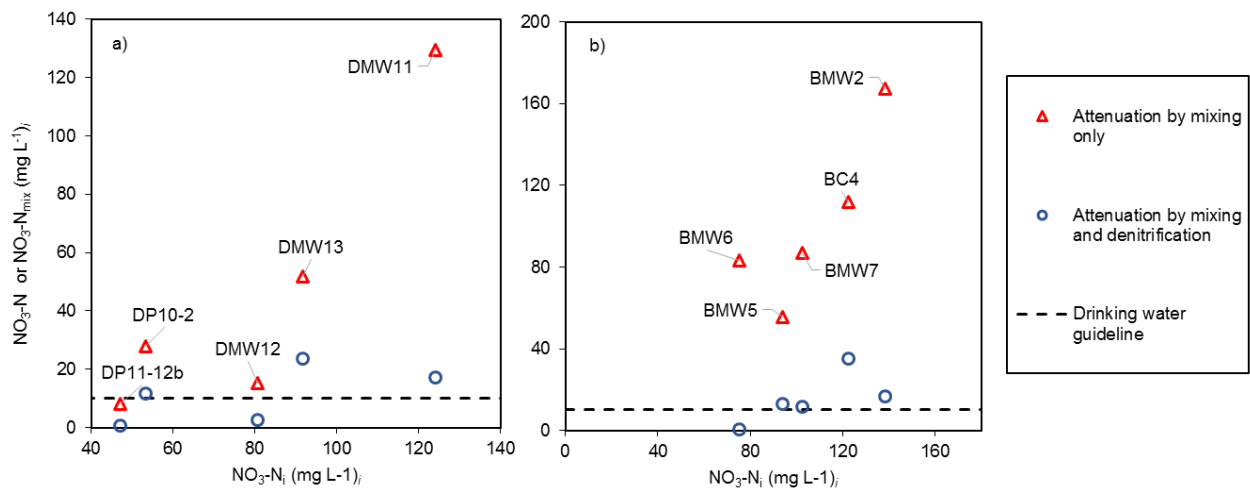 a)
140
120
100
80
60
40
20
0
40
60
80
100
120
140
DMW11
DMW13
DP10-2
DMW12
DP11-12b
NO₃-N or NO₃-Nmix (mg L⁻¹)i
NO₃-Ni (mg L-1)i
b)
200
160
120
80
40
0
0
40
80
120
160
BMW2
BC4
BMW6
BMW7
BMW5
NO₃-Ni (mg L-1)i
Attenuation by mixing
only
Attenuation by mixing
and denitrification
Drinking water
guideline